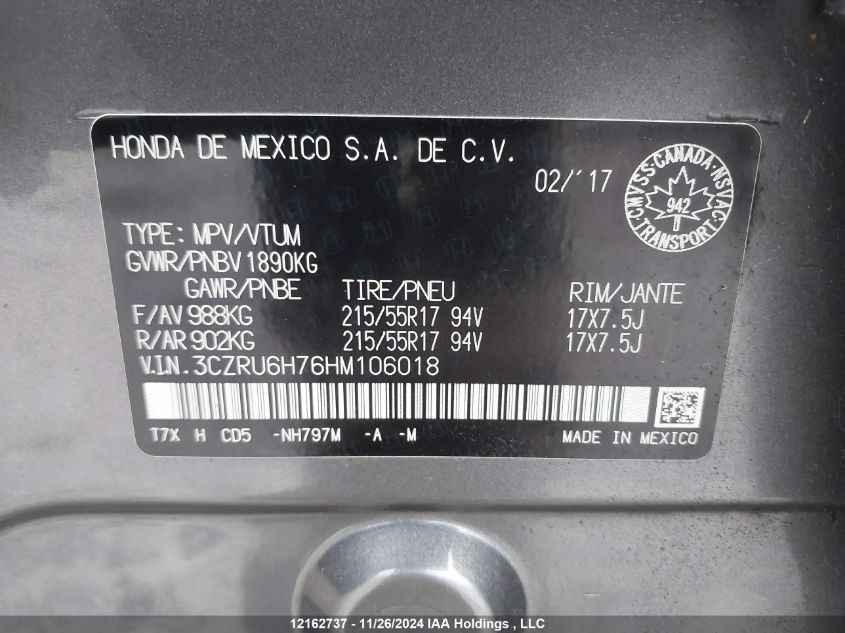 HONDA DE MEXICO S.A. DE C.V.
02/'17
CMVSS·CANADA·NSVAC·
942
TRANSPORT
TYPE: MPV/VTUM
GVWR/PNBV 1890KG
GAWR/PNBE TIRE/PNEU RIM/JANTE
F/AV 988KG 215/55R17 94V 17X7.5J
R/AR 902KG 215/55R17 94V 17X7.5J
V.IN. 3CZRU6H76HM106018
T7X H CD5 -NH797M -A -M MADE IN MEXICO
12162737 - 11/26/2024 IAA Holdings , LLC